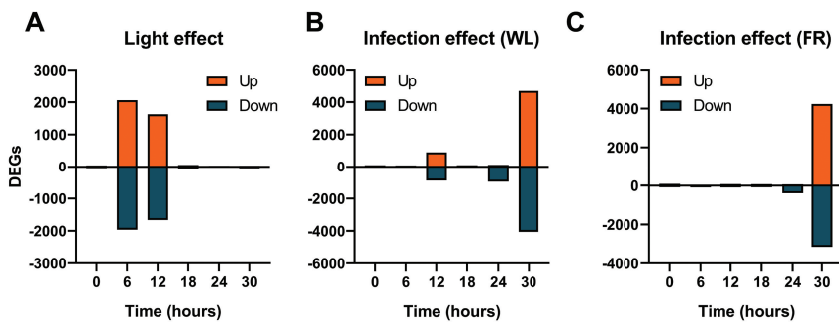 A
Light effect
3000
2000
1000
0
-1000
-2000
-3000
DEGs
Up
Down
0 6 12 18 24 30
Time (hours)
B
Infection effect (WL)
6000
4000
2000
0
-2000
-4000
-6000
Up
Down
0 6 12 18 24 30
Time (hours)
C
Infection effect (FR)
6000
4000
2000
0
-2000
-4000
Up
Down
0 6 12 18 24 30
Time (hours)